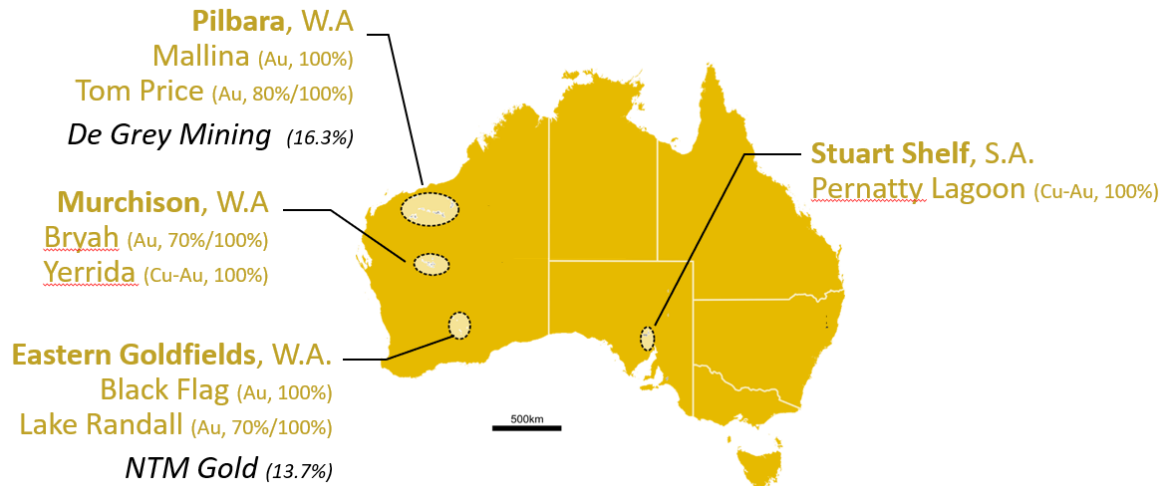 Pilbara, W.A
Mallina (Au, 100%)
Tom Price (Au, 80%/100%)
De Grey Mining (16.3%)
Murchison, W.A
Bryah (Au, 70%/100%)
Yerrida (Cu-Au, 100%)
Eastern Goldfields, W.A.
Black Flag (Au, 100%)
Lake Randall (Au, 70%/100%)
NTM Gold (13.7%)
Stuart Shelf, S.A.
Pernatty Lagoon (Cu-Au, 100%)
500km